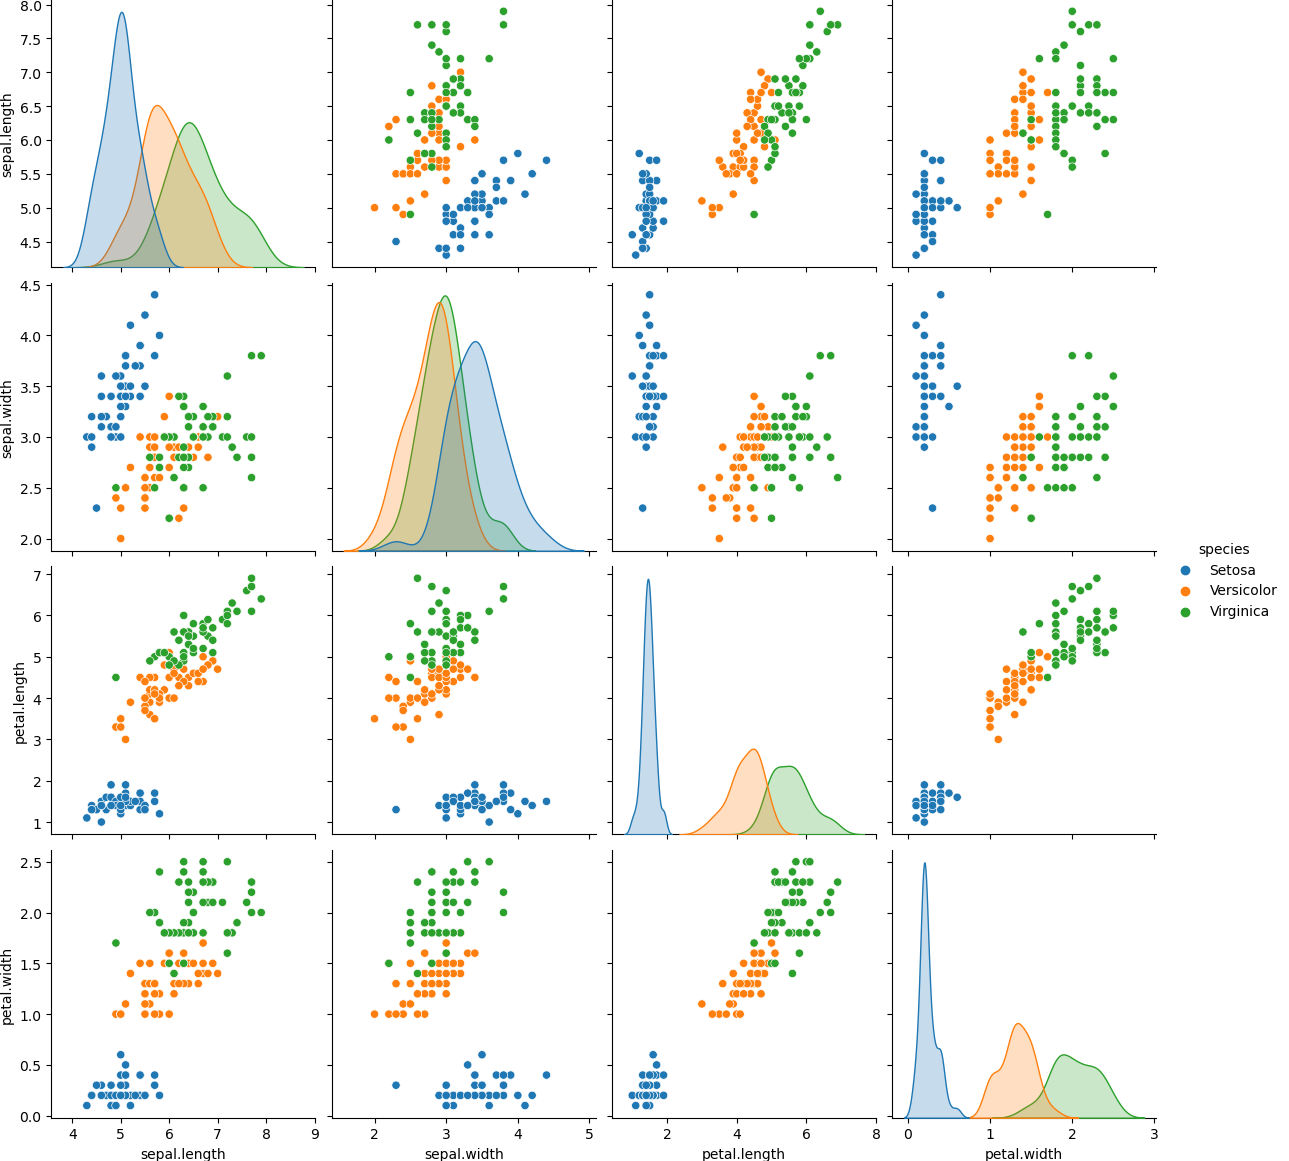 8.0
7.5
7.0
6.5
6.0
5.5
5.0
4.5
sepal.length
4.5
4.0
3.5
3.0
2.5
2.0
sepal.width
species
Setosa
Versicolor
Virginica
7
6
5
4
3
2
1
petal.length
2.5
2.0
1.5
1.0
0.5
0.0
petal.width
4 5 6 7 8 9
2 3 4 5
2 4 6 8
0 1 2 3
sepal.length
sepal.width
petal.length
petal.width